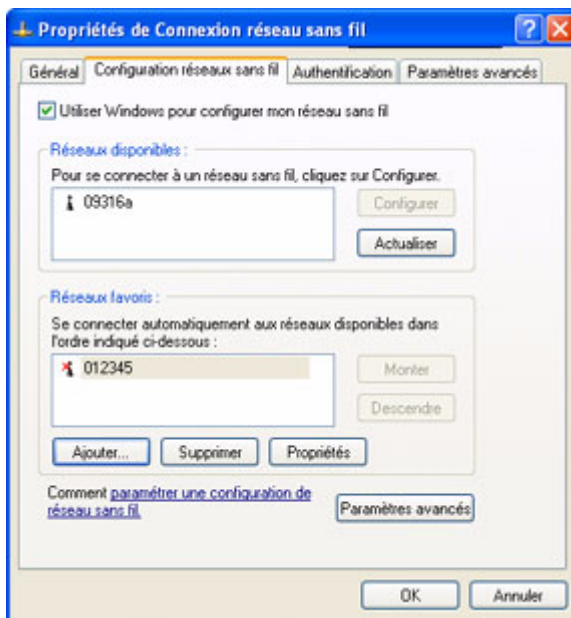 Propriétés de Connexion réseau sans fil
Général
Configuration réseaux sans fil
Authentification
Paramètres avancés
Utiliser Windows pour configurer mon réseau sans fil
Réseaux disponibles :
Pour se connecter à un réseau sans fil, cliquez sur Configurer.
09316a
Configurer
Actualiser
Réseaux favoris :
Se connecter automatiquement aux réseaux disponibles dans
l'ordre indiqué ci-dessous :
012345
Monter
Descendre
Ajouter...
Supprimer
Propriétés
Comment paramétrer une configuration de
réseau sans fil.
Paramètres avancés
OK
Annuler